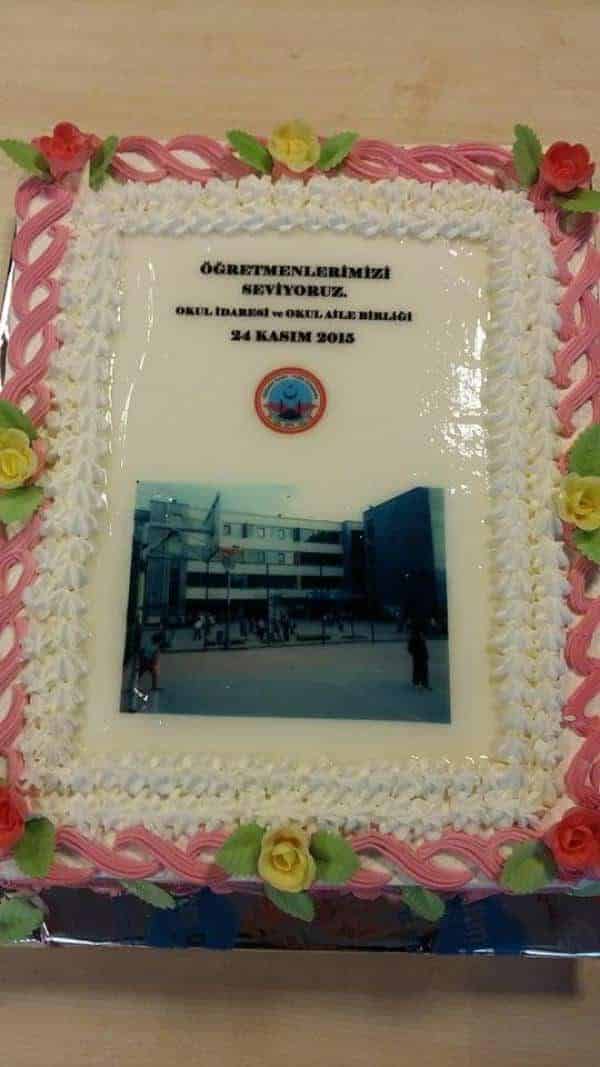 ÖĞRETMENLERİMİZİ
SEVİYORUZ.
OKUL İDARESİ ve OKUL AİLE BİRLİĞİ
24 KASIM 2015